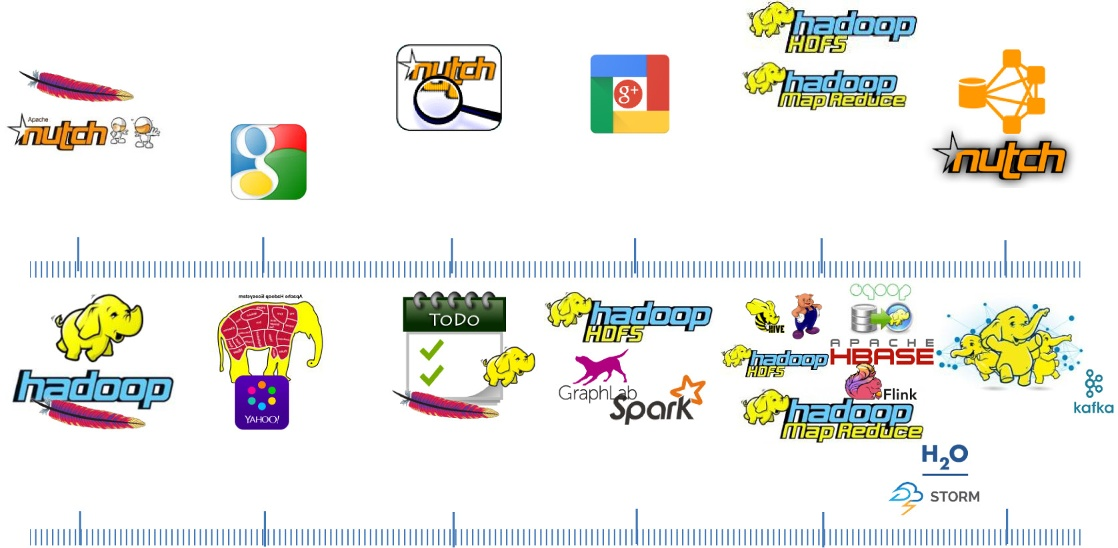 hadoop
HDFS
hadoop
Map Reduce
nutch
g+
Apache
nutch
g
nutch
Apache Hadoop Ecosystem
ToDo
hadoop
HDFS
GraphLab
Spark
hadoop
YAHOO!
sqoop
HIVE
APACHE
HBASE
hadoop
HDFS
Flink
hadoop
Map Reduce
kafka
H2O
STORM